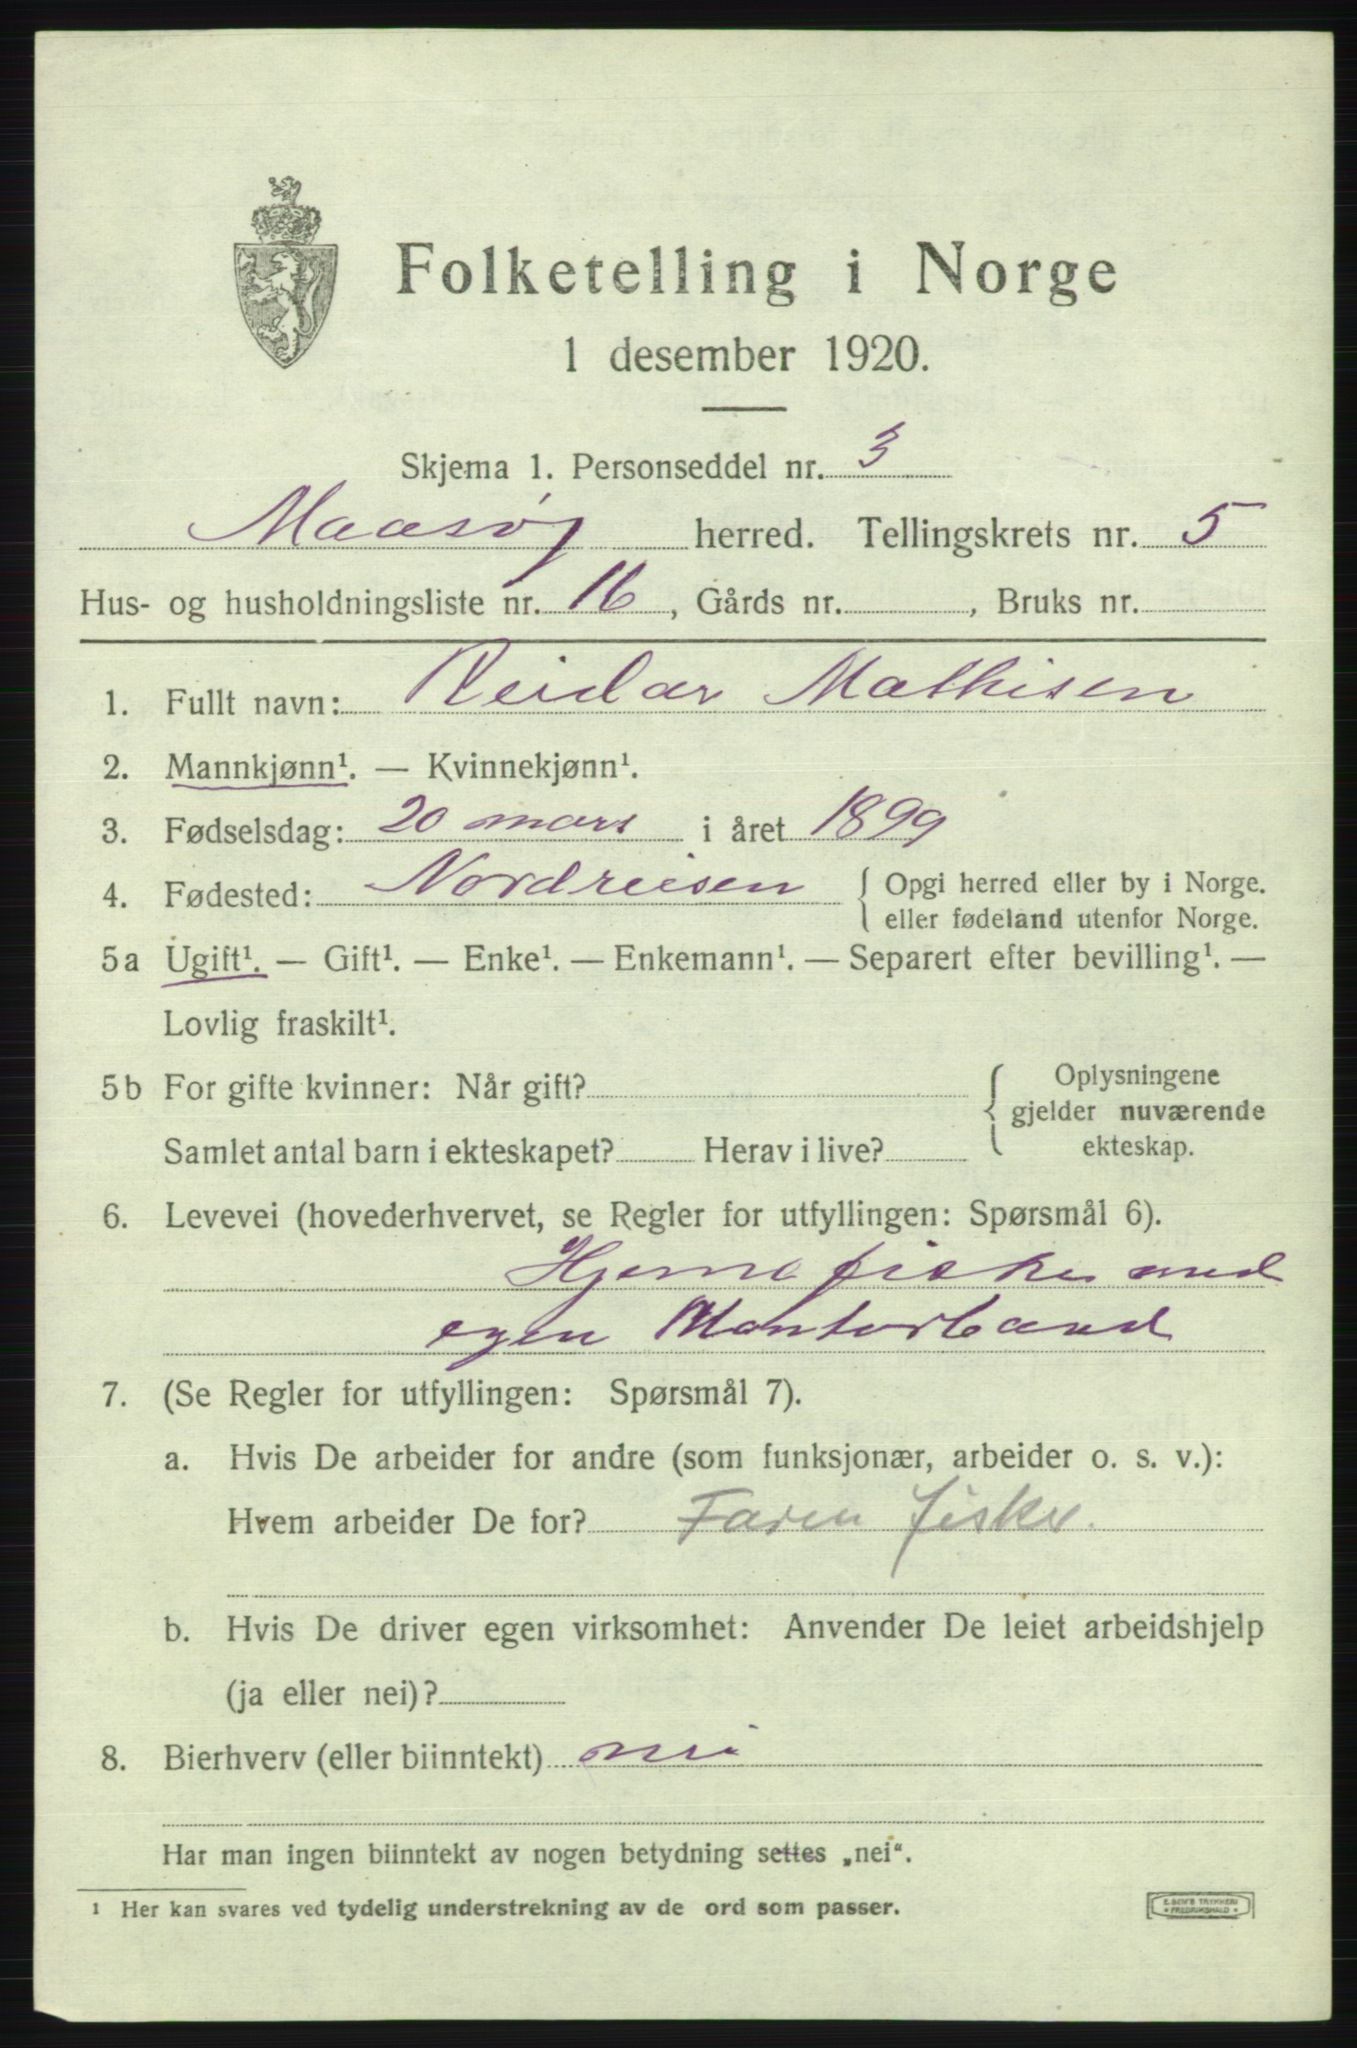 Folketelling i Norge
1 desember 1920.
Skjema 1. Personseddel nr. 3
Maasøy herred. Tellingskrets nr. 5
Hus- og husholdningsliste nr. 16, Gårds nr. , Bruks nr.
1. Fullt navn: Reidar Mathisen
2. Mannkjønn¹. — Kvinnekjønn¹.
3. Fødselsdag: 20 mars i året 1899
4. Fødested: Nordreisen { Opgi herred eller by i Norge.
eller fødeland utenfor Norge.
5a Ugift¹. — Gift¹. — Enke¹. — Enkemann¹. — Separert efter bevilling¹. —
Lovlig fraskilt¹.
5b For gifte kvinner: Når gift? { Oplysningene
gjelder nuværende
Samlet antal barn i ekteskapet? Herav i live? ekteskap.
6. Levevei (hovederhvervet, se Regler for utfyllingen: Spørsmål 6).
Hjemmefisker med
egen Montorbaad
7. (Se Regler for utfyllingen: Spørsmål 7).
a. Hvis De arbeider for andre (som funksjonær, arbeider o. s. v.):
Hvem arbeider De for? Faren fisker.
b. Hvis De driver egen virksomhet: Anvender De leiet arbeidshjelp
(ja eller nei)?
8. Bierhverv (eller biinntekt) nei
Har man ingen biinntekt av nogen betydning settes „nei“.
¹ Her kan svares ved tydelig understrekning av de ord som passer.